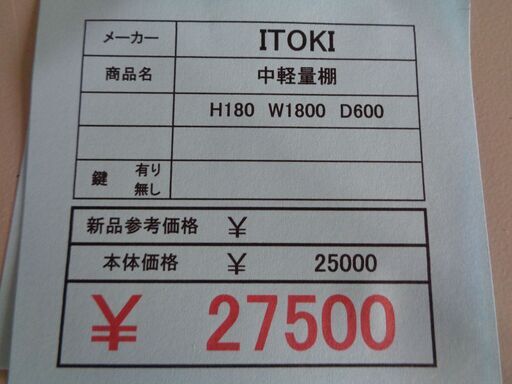 メーカー ITOKI
商品名 中軽量棚
H180 W1800 D600
鍵 有り
無し
新品参考価格 ￥
本体価格 ￥ 25000
￥ 27500